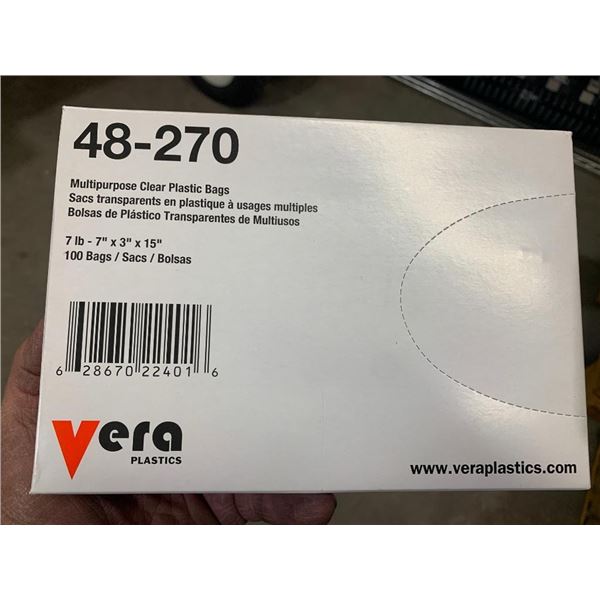 48-270
Multipurpose Clear Plastic Bags
Sacs transparents en plastique à usages multiples
Bolsas de Plástico Transparentes de Multiusos
7 lb - 7" x 3" x 15"
100 Bags / Sacs / Bolsas
6 28670 22401 6
Vera
PLASTICS
www.veraplastics.com